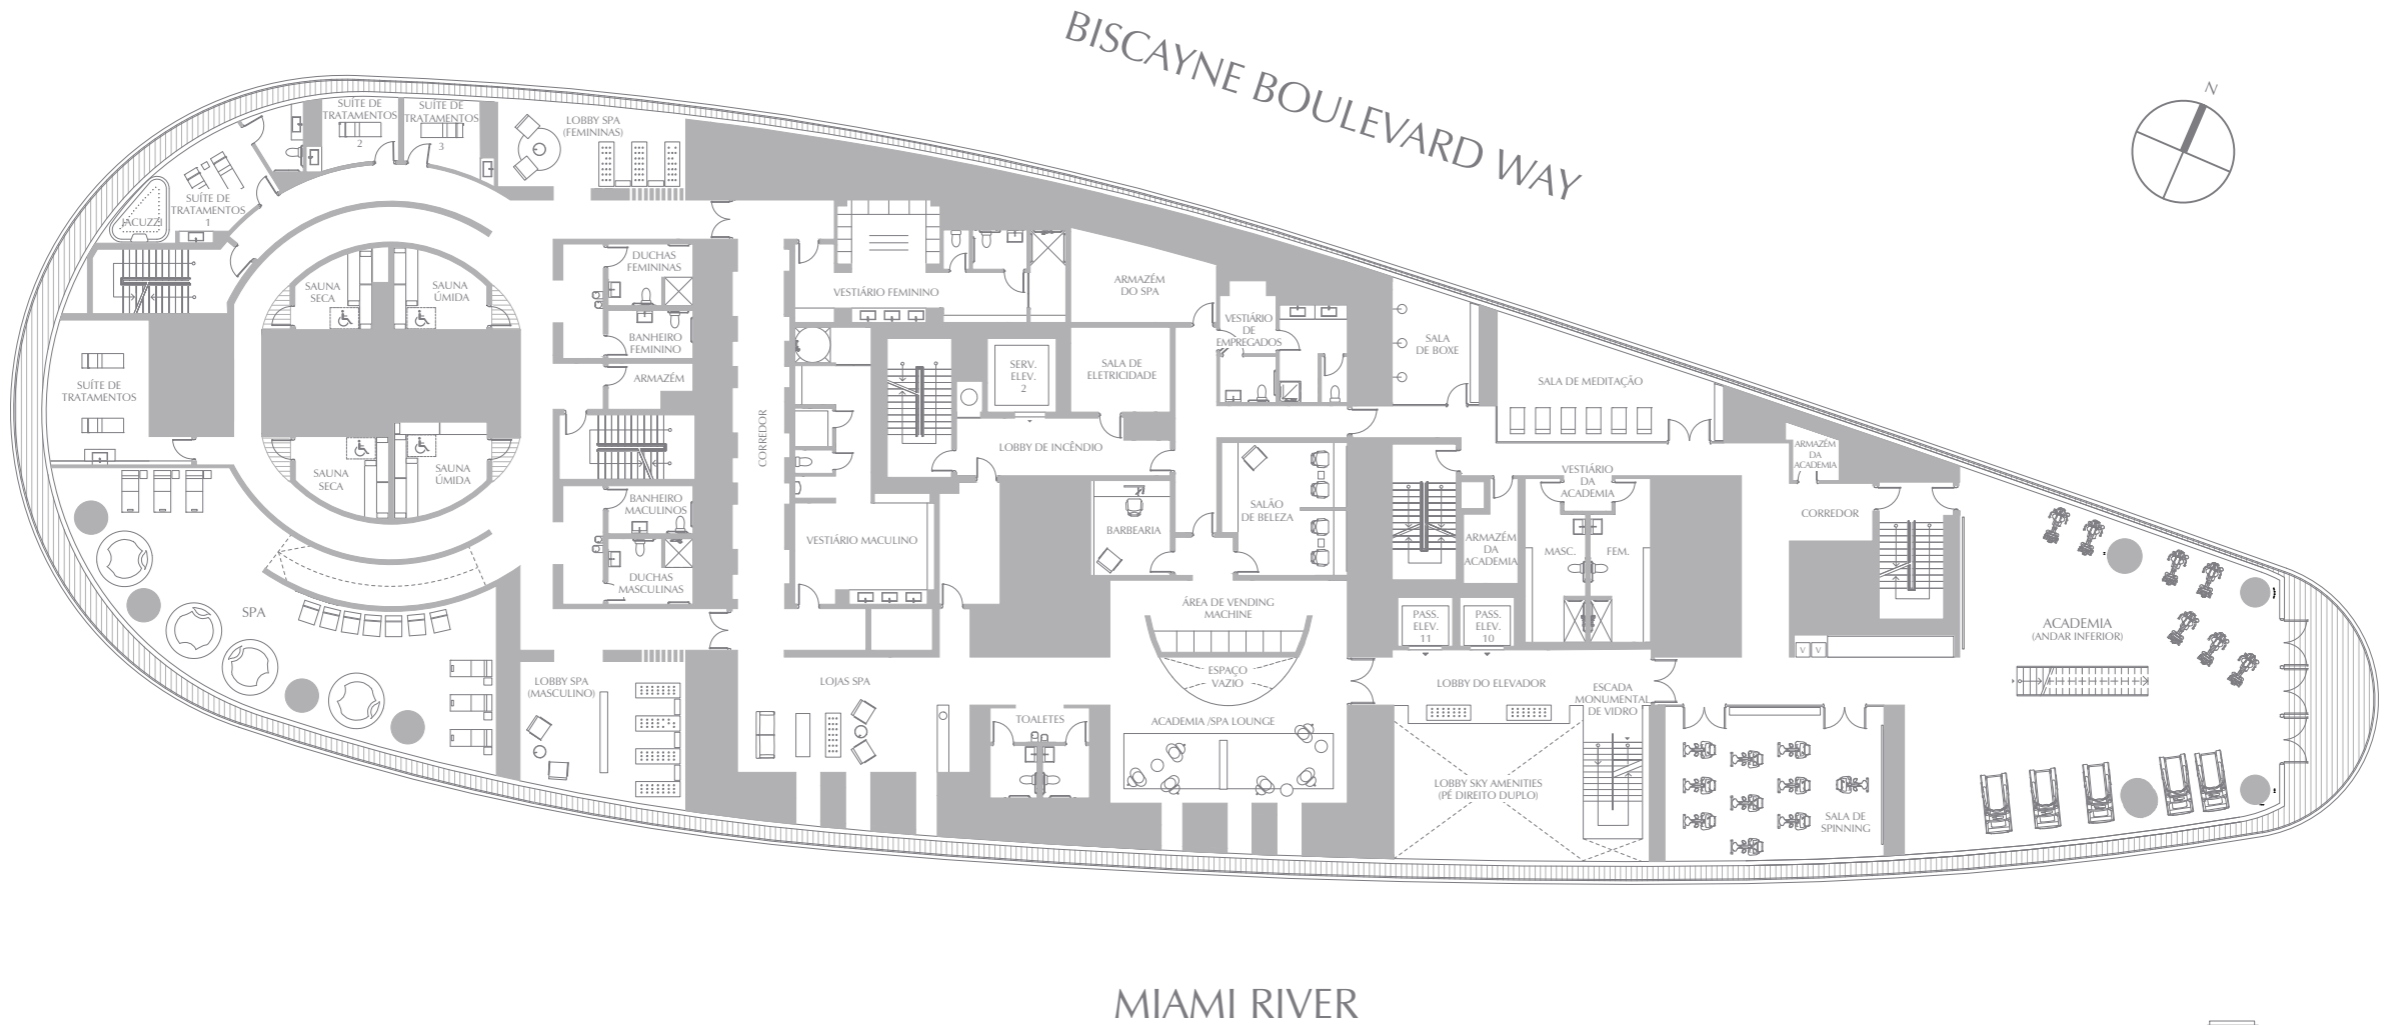 BISCAYNE BOULEVARD WAY
N
SUÍTE DE
TRATAMENTOS
2
SUÍTE DE
TRATAMENTOS
3
LOBBY SPA
(FEMININAS)
JACUZZI
SUÍTE DE
TRATAMENTOS
1
SAUNA
SECA
SAUNA
ÚMIDA
DUCHAS
FEMININAS
BANHEIRO
FEMININO
ARMAZÉM
VESTIÁRIO FEMININO
ARMAZÉM
DO SPA
VESTIÁRIO
DE
EMPREGADOS
SALA
DE BOXE
SERV.
ELEV.
2
SALA DE
ELETRICIDADE
SALA DE MEDITAÇÃO
SUÍTE DE
TRATAMENTOS
CORREDOR
LOBBY DE INCÊNDIO
ARMAZÉM
DA
ACADEMIA
SAUNA
SECA
SAUNA
ÚMIDA
BANHEIRO
MACULINOS
DUCHAS
MASCULINAS
VESTIÁRIO MACULINO
BARBEARIA
SALÃO
DE BELEZA
VESTIÁRIO
DA
ACADEMIA
ARMAZÉM
DA
ACADEMIA
MASC.
FEM.
CORREDOR
SPA
ÁREA DE VENDING
MACHINE
PASS.
ELEV.
11
PASS.
ELEV.
10
ACADEMIA
(ANDAR INFERIOR)
V
V
LOBBY SPA
(MASCULINO)
LOJAS SPA
ESPAÇO
VAZIO
LOBBY DO ELEVADOR
ESCADA
MONUMENTAL
DE VIDRO
TOALETES
ACADEMIA /SPA LOUNGE
LOBBY SKY AMENITIES
(PÉ DIREITO DUPLO)
SALA DE
SPINNING
MIAMI RIVER